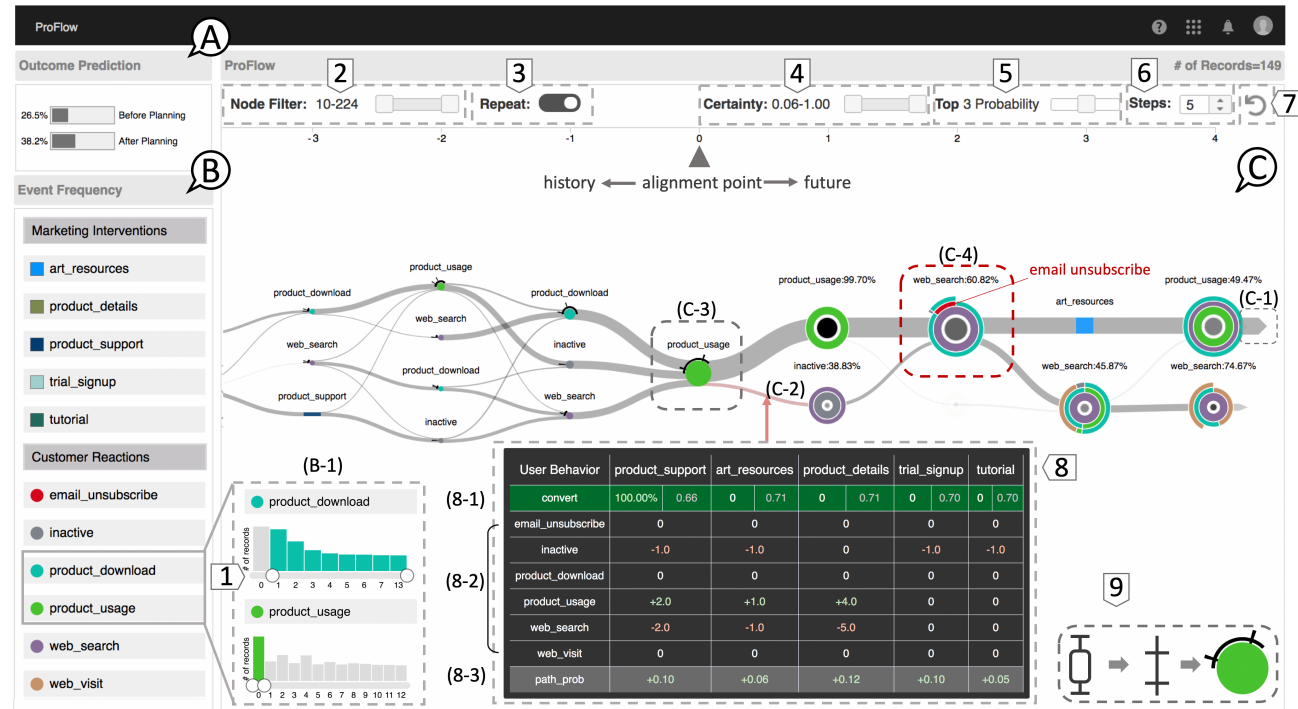 ProFlow
A
Outcome Prediction
ProFlow
# of Records=149
2
3
4
5
6
7
Node Filter: 10-224
Repeat:
Certainty: 0.06-1.00
Top 3 Probability
Steps: 5
26.5% Before Planning
38.2% After Planning
-3 -2 -1 0 1 2 3 4
B
C
history alignment point future
Event Frequency
Marketing Interventions
art_resources
product_details
product_support
trial_signup
tutorial
Customer Reactions
email_unsubscribe
inactive
product_download
product_usage
web_search
web_visit
product_download
web_search
product_support
product_usage
web_search
product_download
inactive
product_download
inactive
web_search
(C-3)
product_usage
product_usage:99.70%
inactive:38.83%
(C-2)
(C-4)
web_search:60.82%
email unsubscribe
art_resources
web_search:45.87%
product_usage:49.47%
(C-1)
web_search:74.67%
(B-1)
1
product_download
# of records
0 1 2 3 4 5 6 7 13
product_usage
# of records
0 1 2 3 4 5 6 7 8 9 10 11 12
8
(8-1)
(8-2)
(8-3)
User Behavior product_support art_resources product_details trial_signup tutorial
convert 100.00% 0.66 0 0.71 0 0.71 0 0.70 0 0.70
email_unsubscribe 0 0 0 0 0
inactive -1.0 -1.0 0 -1.0 -1.0
product_download 0 0 0 0 0
product_usage +2.0 +1.0 +4.0 0 0
web_search -2.0 -1.0 -5.0 0 0
web_visit 0 0 0 0 0
path_prob +0.10 +0.06 +0.12 +0.10 +0.05
9